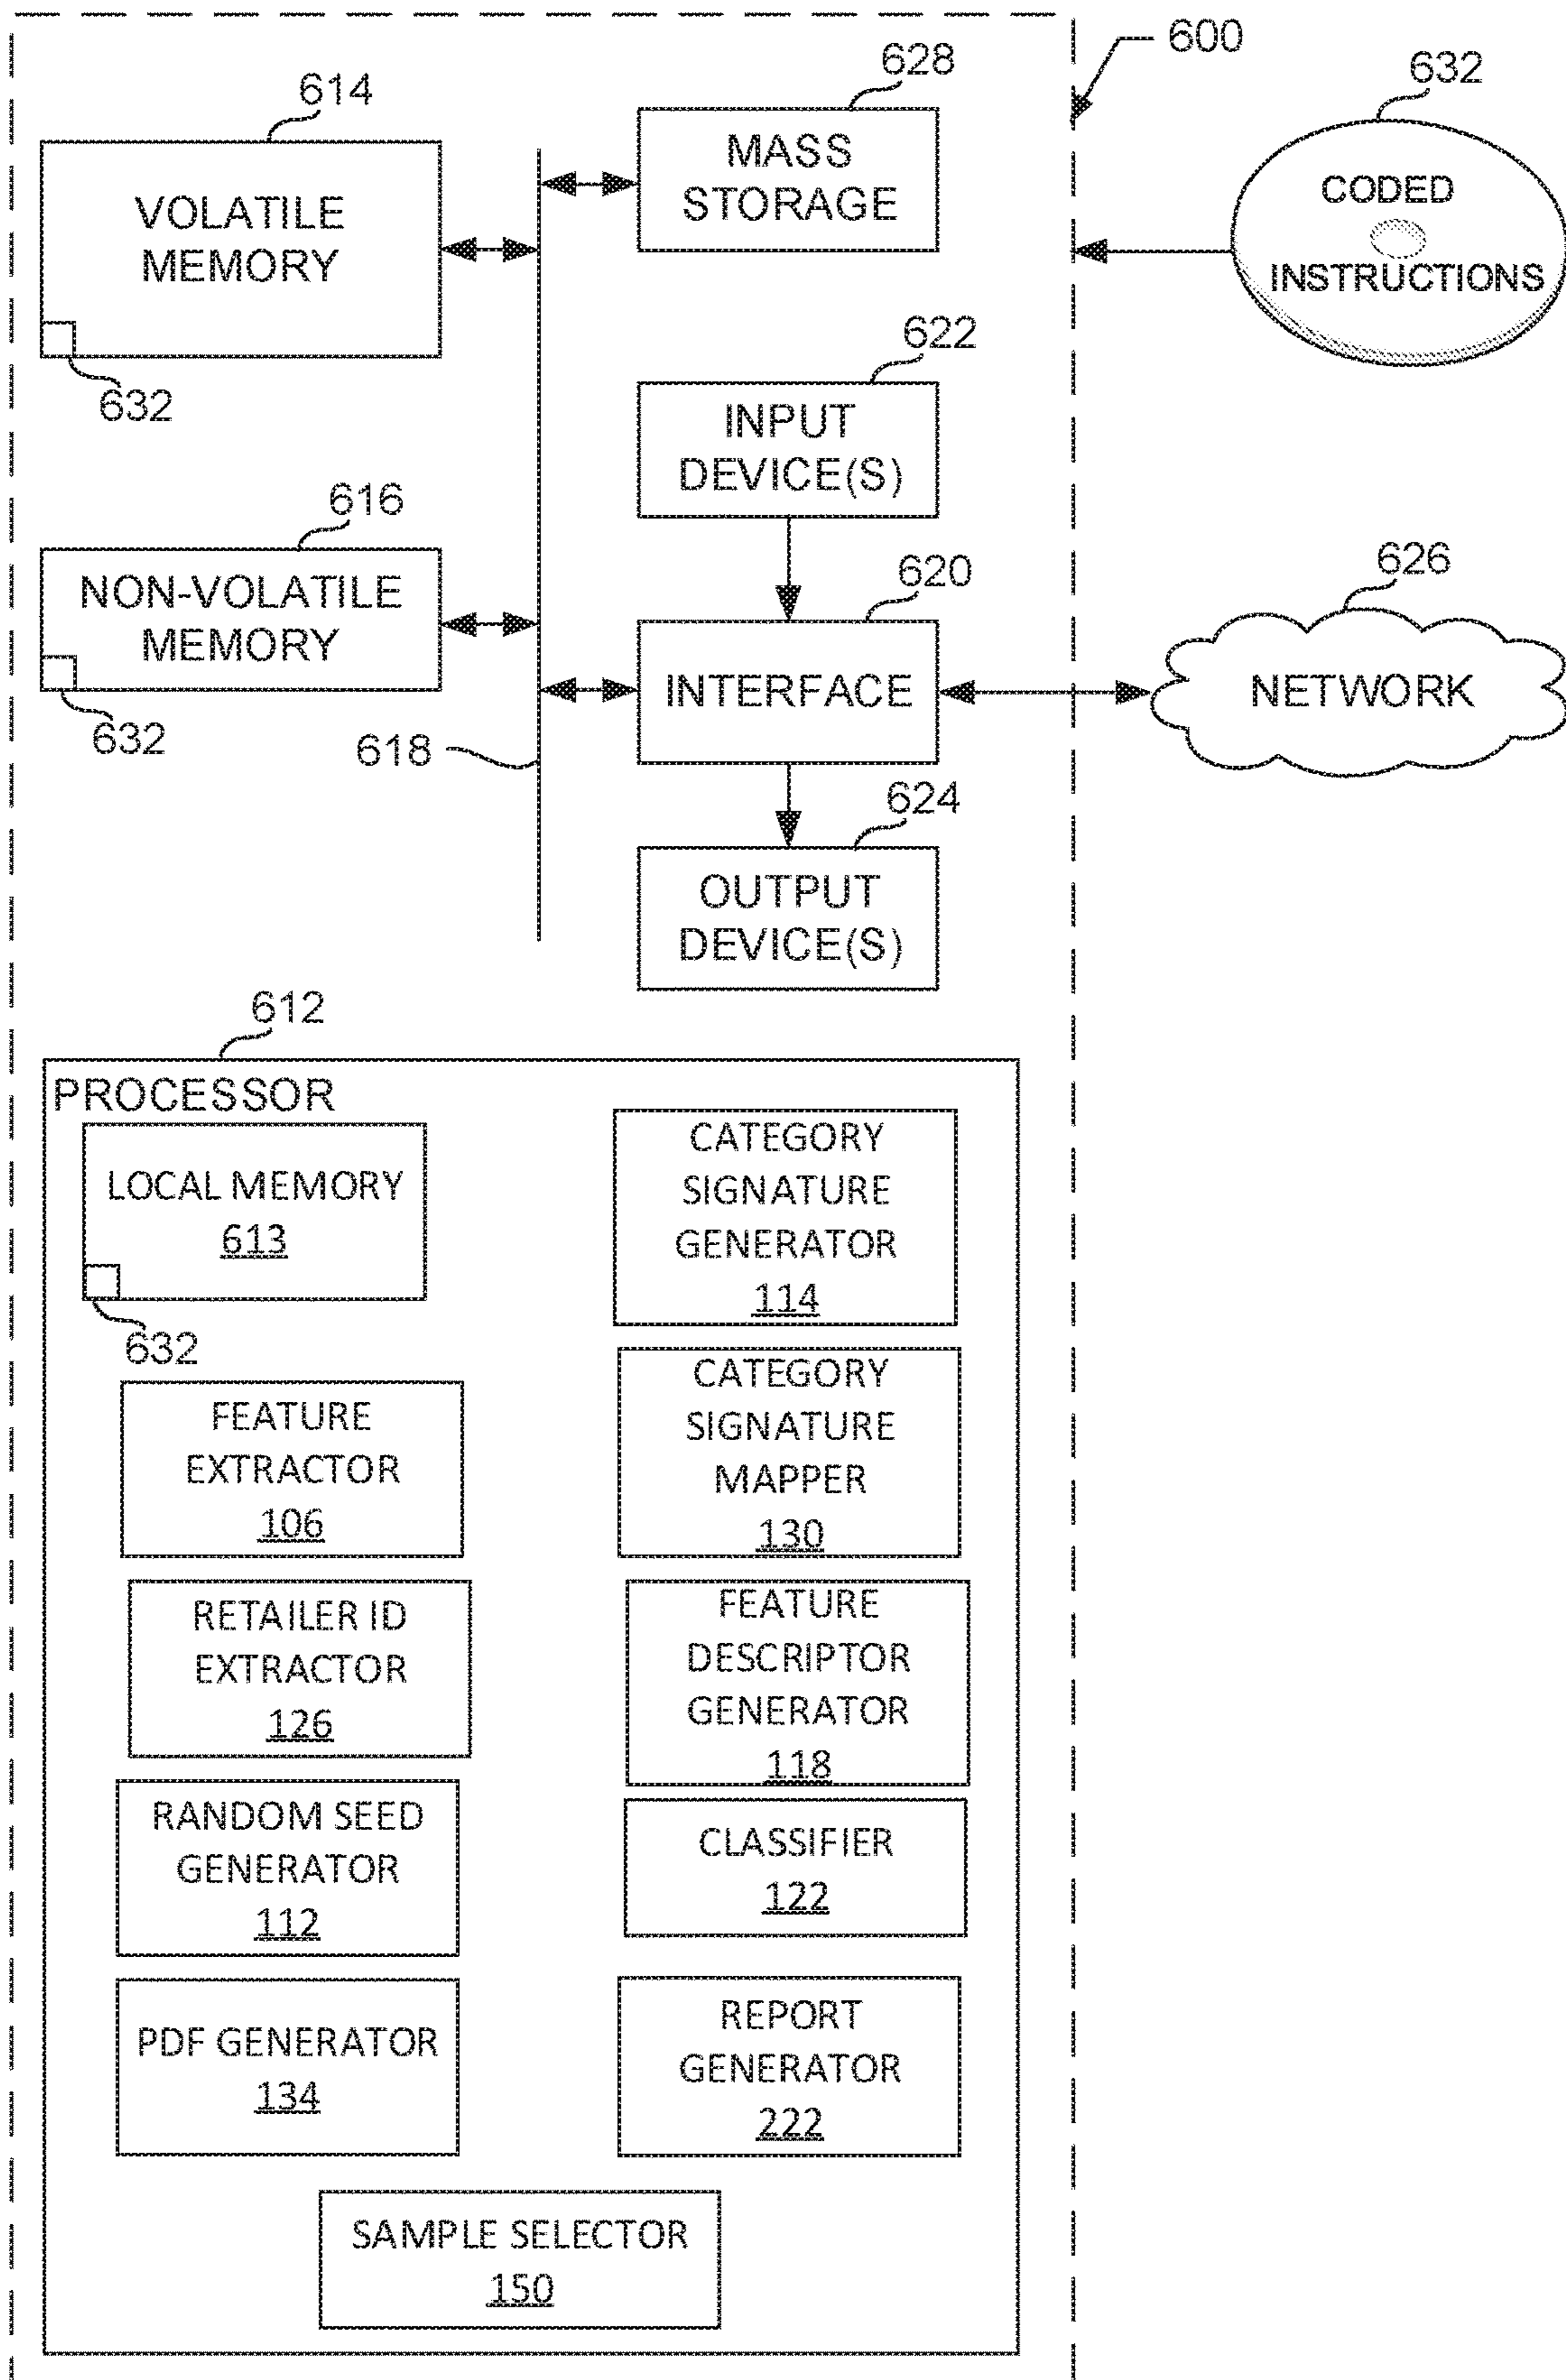 600
614
628
632
VOLATILE
MEMORY
632
MASS
STORAGE
CODED
INSTRUCTIONS
622
INPUT
DEVICE(S)
616
NON-VOLATILE
MEMORY
632
618
620
INTERFACE
626
NETWORK
624
OUTPUT
DEVICE(S)
612
PROCESSOR
LOCAL MEMORY
613
632
CATEGORY
SIGNATURE
GENERATOR
114
FEATURE
EXTRACTOR
106
CATEGORY
SIGNATURE
MAPPER
130
RETAILER ID
EXTRACTOR
126
FEATURE
DESCRIPTOR
GENERATOR
118
RANDOM SEED
GENERATOR
112
CLASSIFIER
122
PDF GENERATOR
134
REPORT
GENERATOR
222
SAMPLE SELECTOR
150